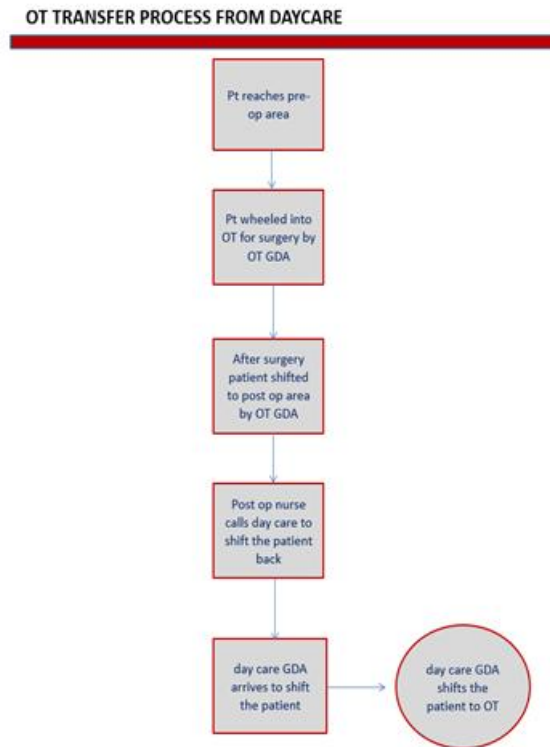 OT TRANSFER PROCESS FROM DAYCARE
Pt reaches pre-
op area
Pt wheeled into
OT for surgery by
OT GDA
After surgery
patient shifted
to post op area
by OT GDA
Post op nurse
calls day care to
shift the patient
back
day care GDA
arrives to shift
the patient
day care GDA
shifts the
patient to OT